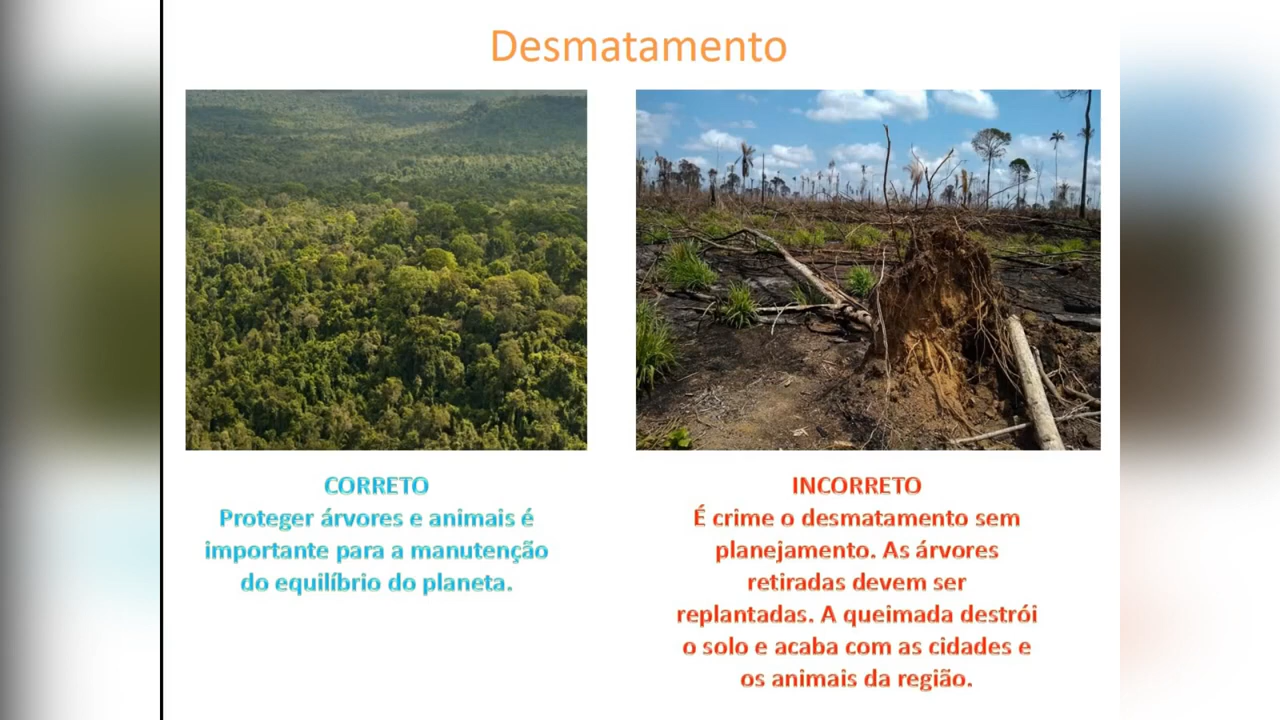 Desmatamento
CORRETO
Proteger árvores e animais é
importante para a manutenção
do equilíbrio do planeta.
INCORRETO
É crime o desmatamento sem
planejamento. As árvores
retiradas devem ser
replantadas. A queimada destrói
o solo e acaba com as cidades e
os animais da região.